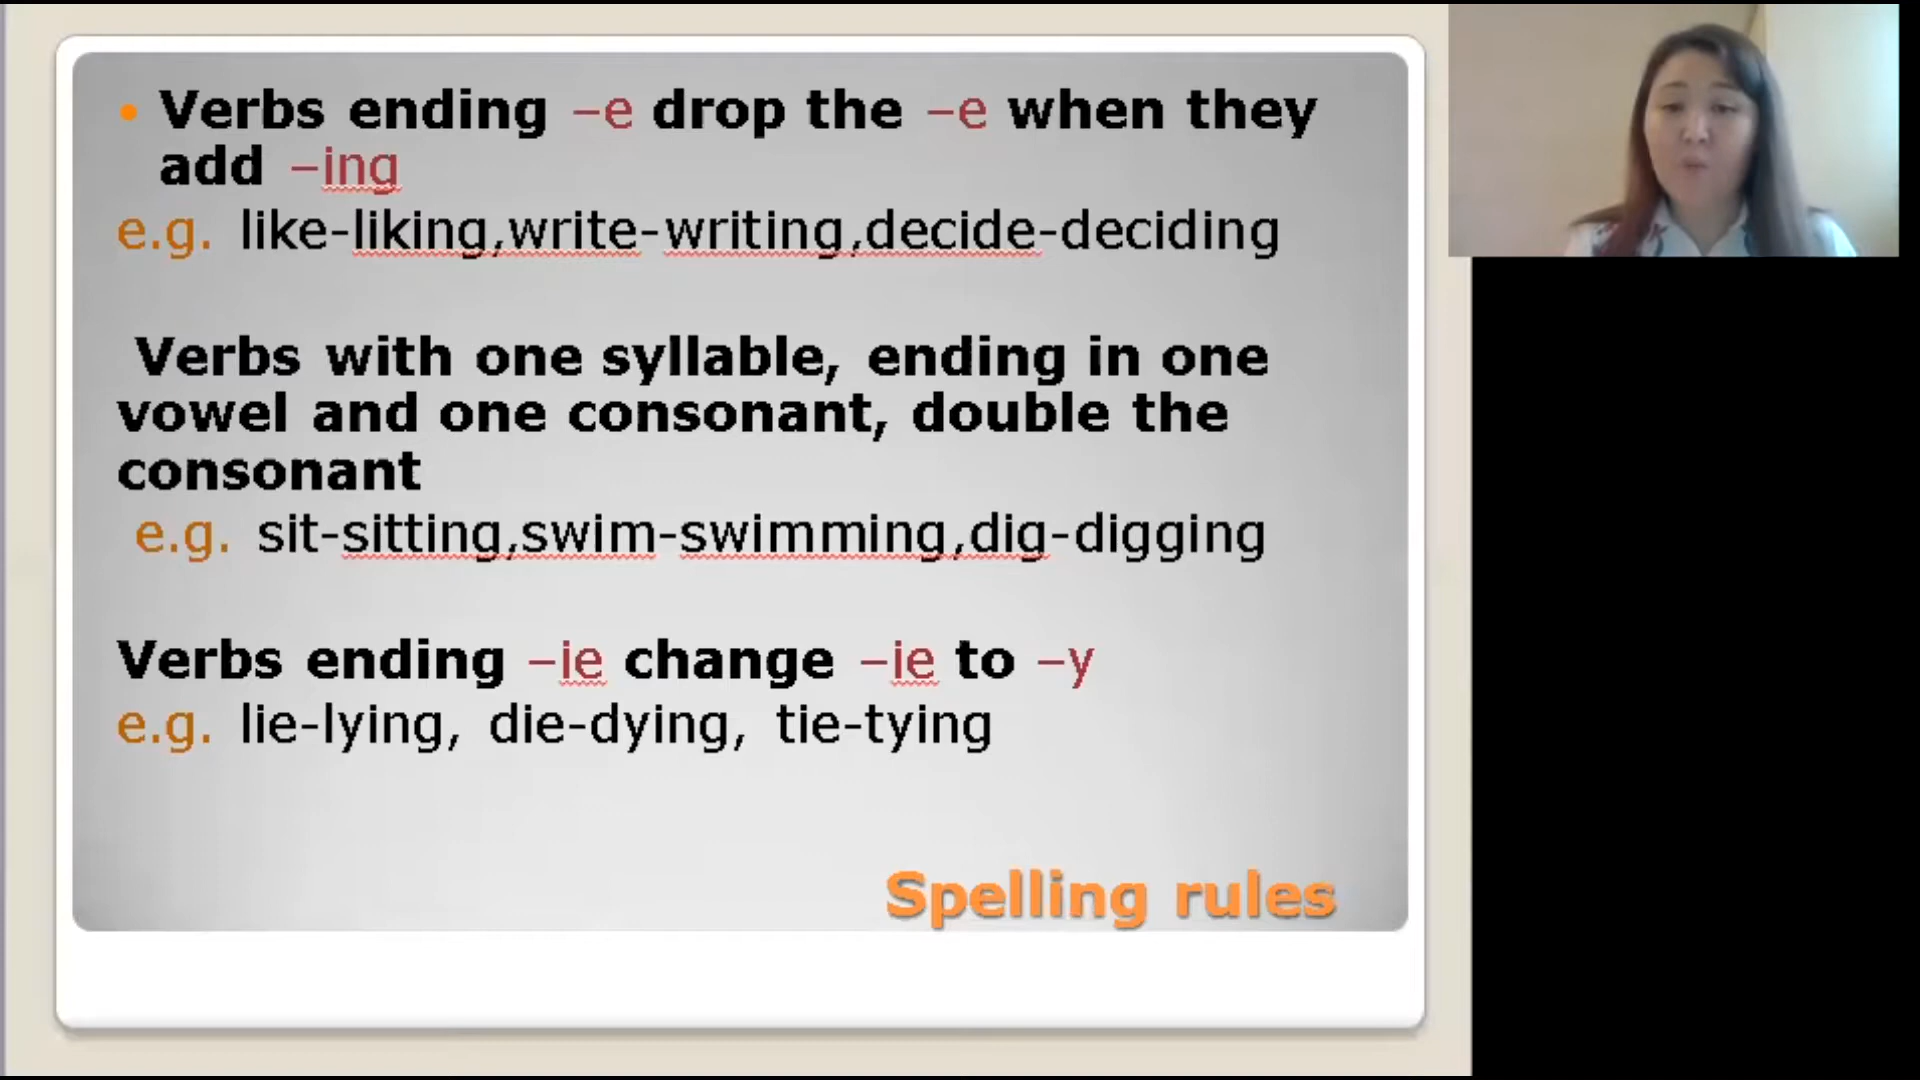 • Verbs ending –e drop the –e when they
add –ing
e.g. like-liking,write-writing,decide-deciding
Verbs with one syllable, ending in one
vowel and one consonant, double the
consonant
e.g. sit-sitting,swim-swimming,dig-digging
Verbs ending –ie change –ie to –y
e.g. lie-lying, die-dying, tie-tying
Spelling rules